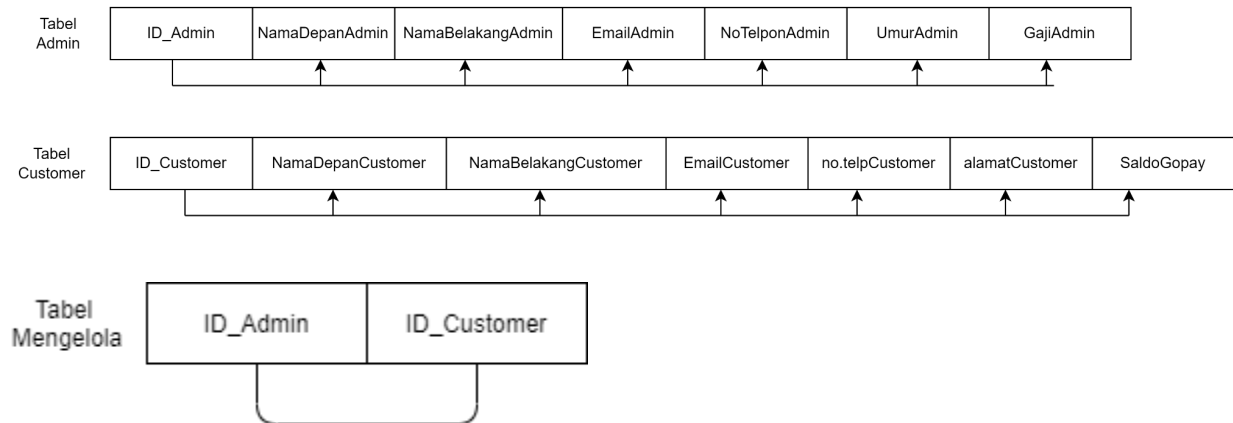 Tabel
Admin
ID_Admin NamaDepanAdmin NamaBelakangAdmin EmailAdmin NoTelponAdmin UmurAdmin GajiAdmin
Tabel
Customer
ID_Customer NamaDepanCustomer NamaBelakangCustomer EmailCustomer no.telpCustomer alamatCustomer SaldoGopay
Tabel
Mengelola
ID_Admin ID_Customer